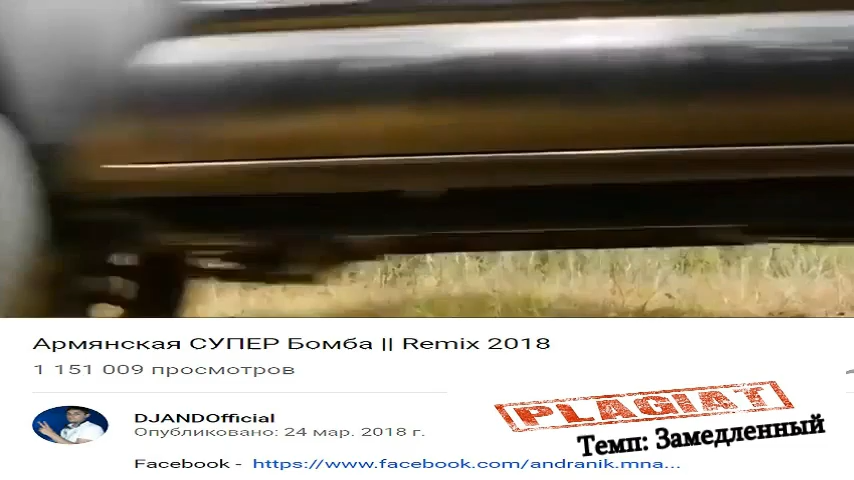 Армянская СУПЕР Бомба || Remix 2018
1 151 009 просмотров
PLAGIAT
DJANDOfficial
Темп: Замедленный
Опубликовано: 24 мар. 2018 г.
Facebook - https://www.facebook.com/andranik.mna...